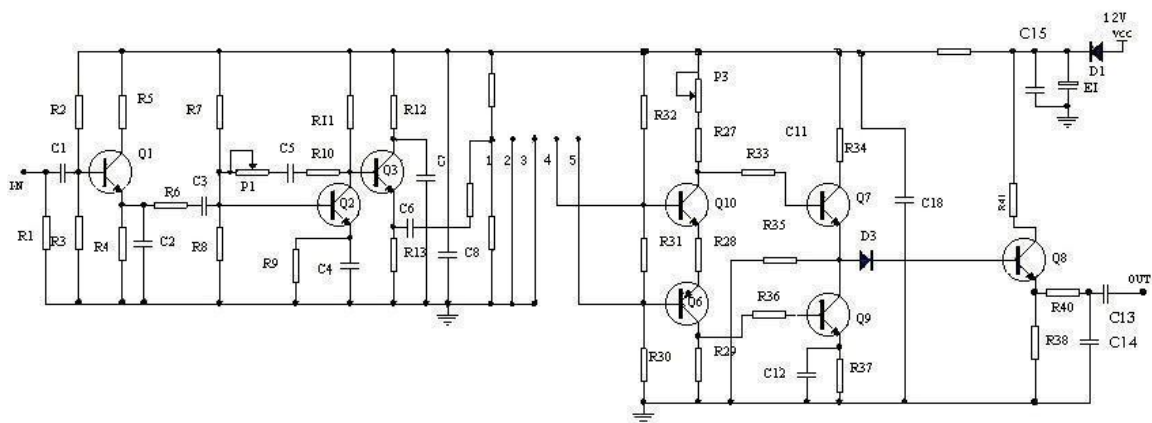 12V
VCC
C15
D1
EI
P3
R2
R5
R7
RI1
R12
R32
R27
C11
R34
R33
C1
Q1
C5
R10
Q3
1
2
3
4
5
IN
R6
C3
P1
Q2
C6
Q10
Q7
C18
R41
R1
R3
R4
C2
R8
R9
C4
R13
C8
R31
R28
R35
D3
Q8
OUT
Q6
R36
Q9
R40
C13
R30
R29
C12
R37
R38
C14